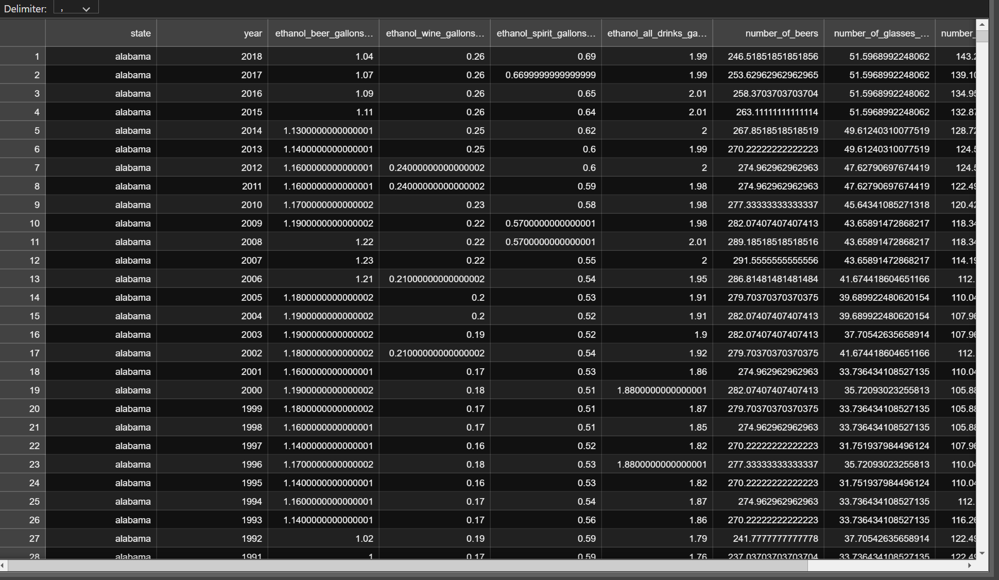 Delimiter: ,
state year ethanol_beer_gallons... ethanol_wine_gallons... ethanol_spirit_gallons... ethanol_all_drinks_ga... number_of_beers number_of_glasses_... number_
1 alabama 2018 1.04 0.26 0.69 1.99 246.51851851851856 51.5968992248062 143.2
2 alabama 2017 1.07 0.26 0.6699999999999999 1.99 253.62962962962965 51.5968992248062 139.10
3 alabama 2016 1.09 0.26 0.65 2.01 258.3703703703704 51.5968992248062 134.95
4 alabama 2015 1.11 0.26 0.64 2.01 263.11111111111114 51.5968992248062 132.87
5 alabama 2014 1.1300000000000001 0.25 0.62 2 267.8518518518519 49.61240310077519 128.72
6 alabama 2013 1.1400000000000001 0.25 0.6 1.99 270.22222222222223 49.61240310077519 124.5
7 alabama 2012 1.1600000000000001 0.24000000000000002 0.6 2 274.962962962963 47.62790697674419 124.5
8 alabama 2011 1.1600000000000001 0.24000000000000002 0.59 1.98 274.962962962963 47.62790697674419 122.49
9 alabama 2010 1.1700000000000002 0.23 0.58 1.98 277.33333333333337 45.64341085271318 120.42
10 alabama 2009 1.1900000000000002 0.22 0.5700000000000001 1.98 282.07407407407413 43.65891472868217 118.34
11 alabama 2008 1.22 0.22 0.5700000000000001 2.01 289.18518518518516 43.65891472868217 118.34
12 alabama 2007 1.23 0.22 0.55 2 291.5555555555556 43.65891472868217 114.19
13 alabama 2006 1.21 0.21000000000000002 0.54 1.95 286.81481481481484 41.674418604651166 112.
14 alabama 2005 1.1800000000000002 0.2 0.53 1.91 279.70370370370375 39.689922480620154 110.04
15 alabama 2004 1.1900000000000002 0.2 0.52 1.91 282.07407407407413 39.689922480620154 107.96
16 alabama 2003 1.1900000000000002 0.19 0.52 1.9 282.07407407407413 37.70542635658914 107.96
17 alabama 2002 1.1800000000000002 0.21000000000000002 0.54 1.92 279.70370370370375 41.674418604651166 112.
18 alabama 2001 1.1600000000000001 0.17 0.53 1.86 274.962962962963 33.736434108527135 110.04
19 alabama 2000 1.1900000000000002 0.18 0.51 1.8800000000000001 282.07407407407413 35.72093023255813 105.88
20 alabama 1999 1.1800000000000002 0.17 0.51 1.87 279.70370370370375 33.736434108527135 105.88
21 alabama 1998 1.1600000000000001 0.17 0.51 1.85 274.962962962963 33.736434108527135 105.88
22 alabama 1997 1.1400000000000001 0.16 0.52 1.82 270.22222222222223 31.751937984496124 107.96
23 alabama 1996 1.1700000000000002 0.18 0.53 1.8800000000000001 277.33333333333337 35.72093023255813 110.04
24 alabama 1995 1.1400000000000001 0.16 0.53 1.82 270.22222222222223 31.751937984496124 110.04
25 alabama 1994 1.1600000000000001 0.17 0.54 1.87 274.962962962963 33.736434108527135 112.
26 alabama 1993 1.1400000000000001 0.17 0.56 1.86 270.22222222222223 33.736434108527135 116.26
27 alabama 1992 1.02 0.19 0.59 1.79 241.7777777777778 37.70542635658914 122.49
28 alabama 1991 1 0.17 0.59 1.76 237.03703703703704 33.736434108527135 122.49